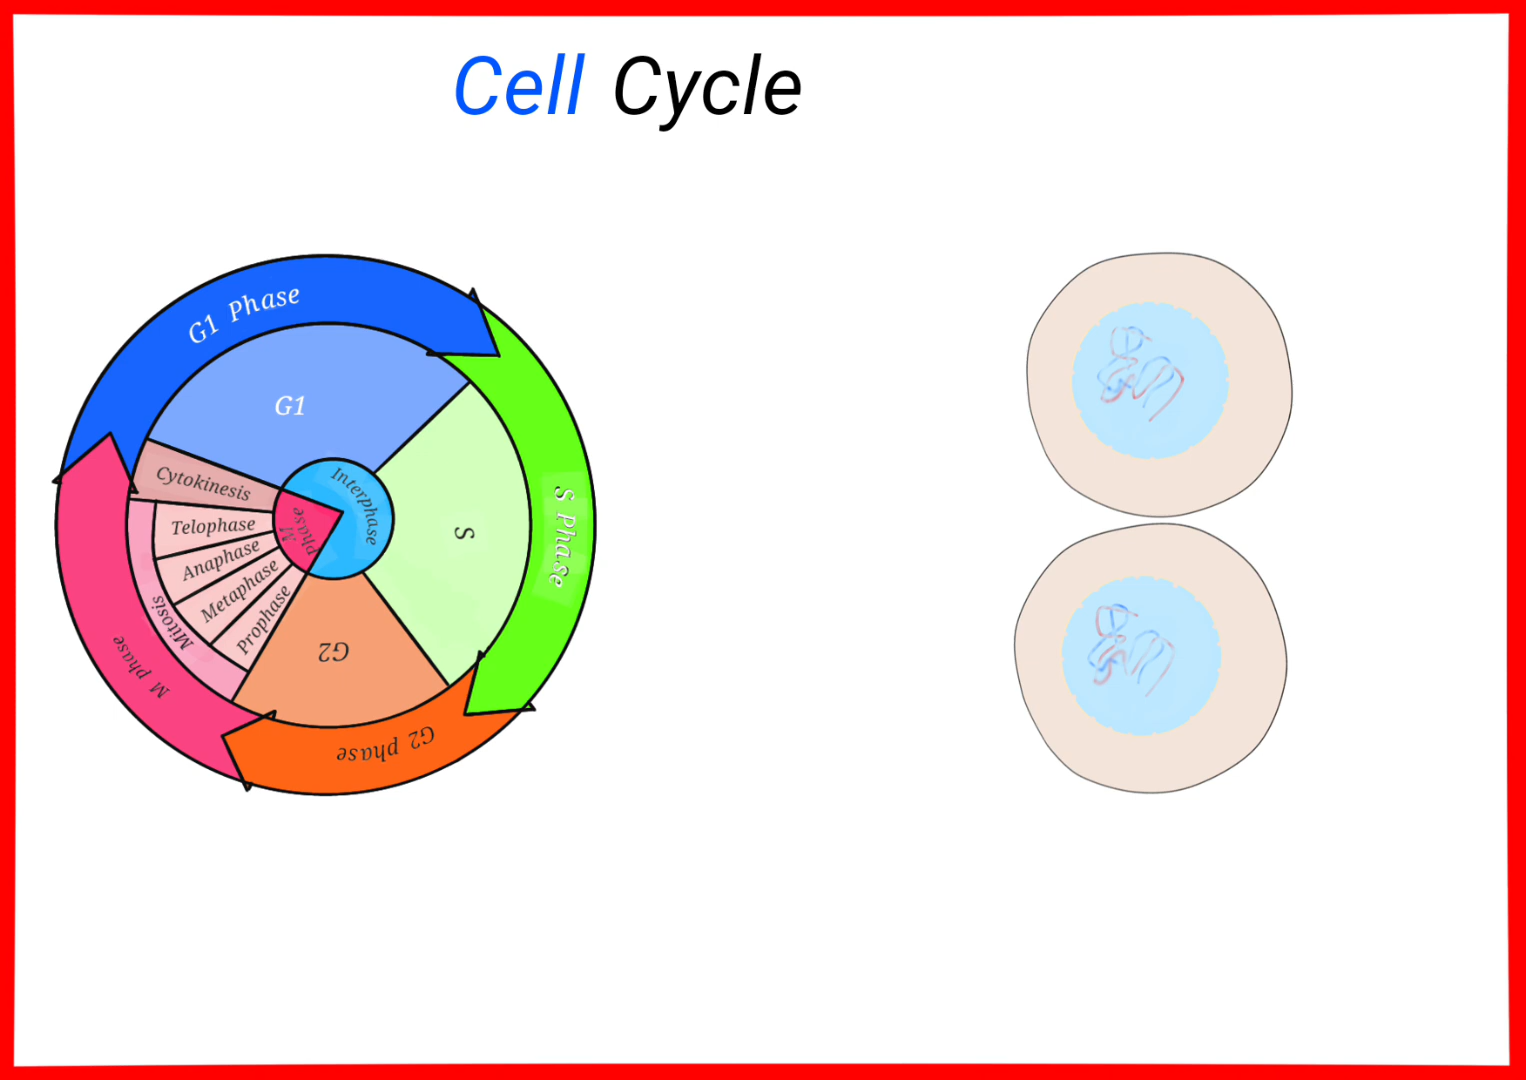 Cell Cycle
G1 Phase
G1
S Phase
S
Interphase
M
phase
Cytokinesis
Telophase
Anaphase
Metaphase
Prophase
Mitosis
M phase
G2
G2 phase